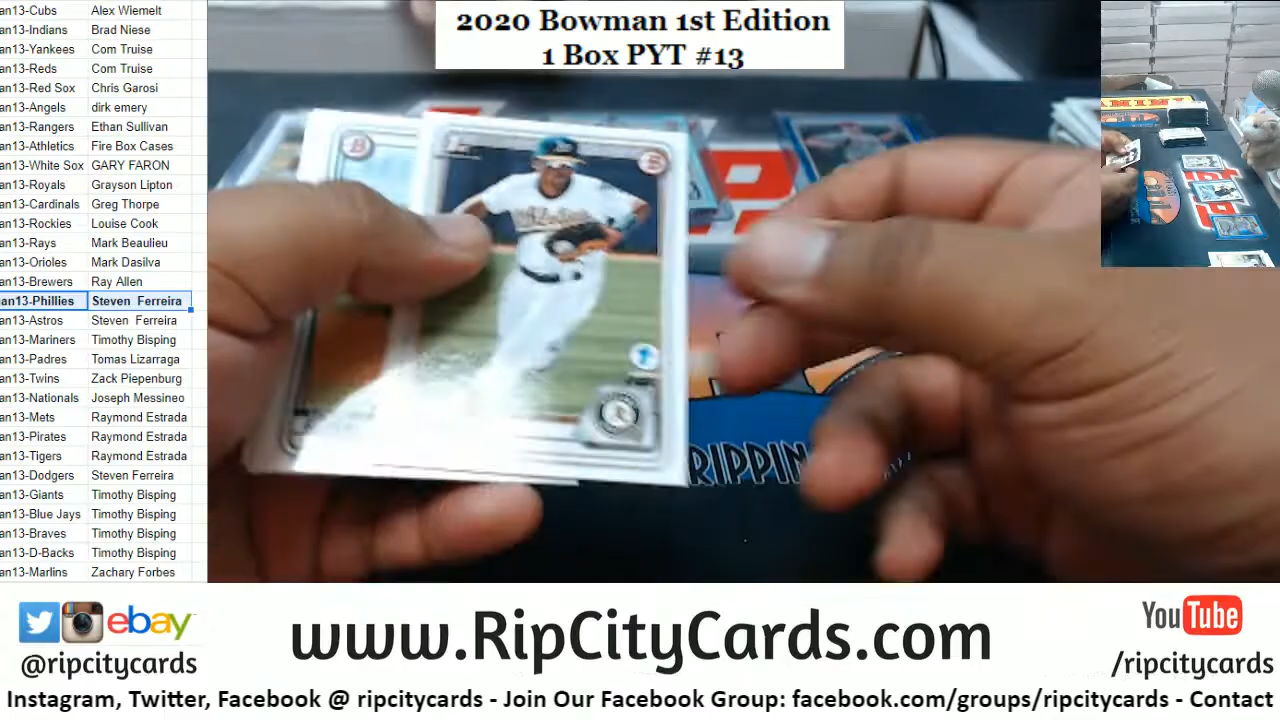 2020 Bowman 1st Edition
1 Box PYT #13
an13-Cubs Alex Wiemelt
an13-Indians Brad Niese
an13-Yankees Com Truise
an13-Reds Com Truise
an13-Red Sox Chris Garosi
an13-Angels dirk emery
an13-Rangers Ethan Sullivan
an13-Athletics Fire Box Cases
an13-White Sox GARY FARON
an13-Royals Grayson Lipton
an13-Cardinals Greg Thorpe
an13-Rockies Louise Cook
an13-Rays Mark Beaulieu
an13-Orioles Mark Dasilva
an13-Brewers Ray Allen
an13-Phillies Steven Ferreira
an13-Astros Steven Ferreira
an13-Mariners Timothy Bisping
an13-Padres Tomas Lizarraga
an13-Twins Zack Piepenburg
an13-Nationals Joseph Messineo
an13-Mets Raymond Estrada
an13-Pirates Raymond Estrada
an13-Tigers Raymond Estrada
an13-Dodgers Steven Ferreira
an13-Giants Timothy Bisping
an13-Blue Jays Timothy Bisping
an13-Braves Timothy Bisping
an13-D-Backs Timothy Bisping
an13-Marlins Zachary Forbes
RIPPIN
ebay
@ripcitycards
www.RipCityCards.com
YouTube
/ripcitycards
Instagram, Twitter, Facebook @ ripcitycards - Join Our Facebook Group: facebook.com/groups/ripcitycards - Contact